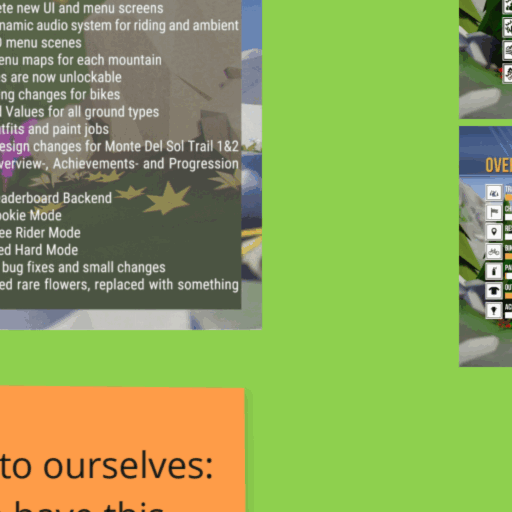 ete new UI and menu screens
namic audio system for riding and ambient
menu scenes
enu maps for each mountain
s are now unlockable
ng changes for bikes
l Values for all ground types
tfits and paint jobs
esign changes for Monte Del Sol Trail 1&2
verview-, Achievements- and Progression
aderboard Backend
ookie Mode
ee Rider Mode
ed Hard Mode
bug fixes and small changes
ed rare flowers, replaced with something
OVE
to ourselves:
have this